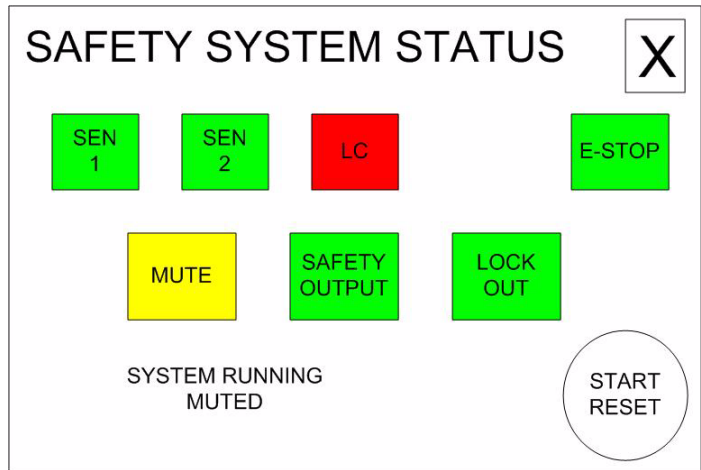 SAFETY SYSTEM STATUS
X
SEN
1
SEN
2
LC
E-STOP
MUTE
SAFETY
OUTPUT
LOCK
OUT
SYSTEM RUNNING
MUTED
START
RESET